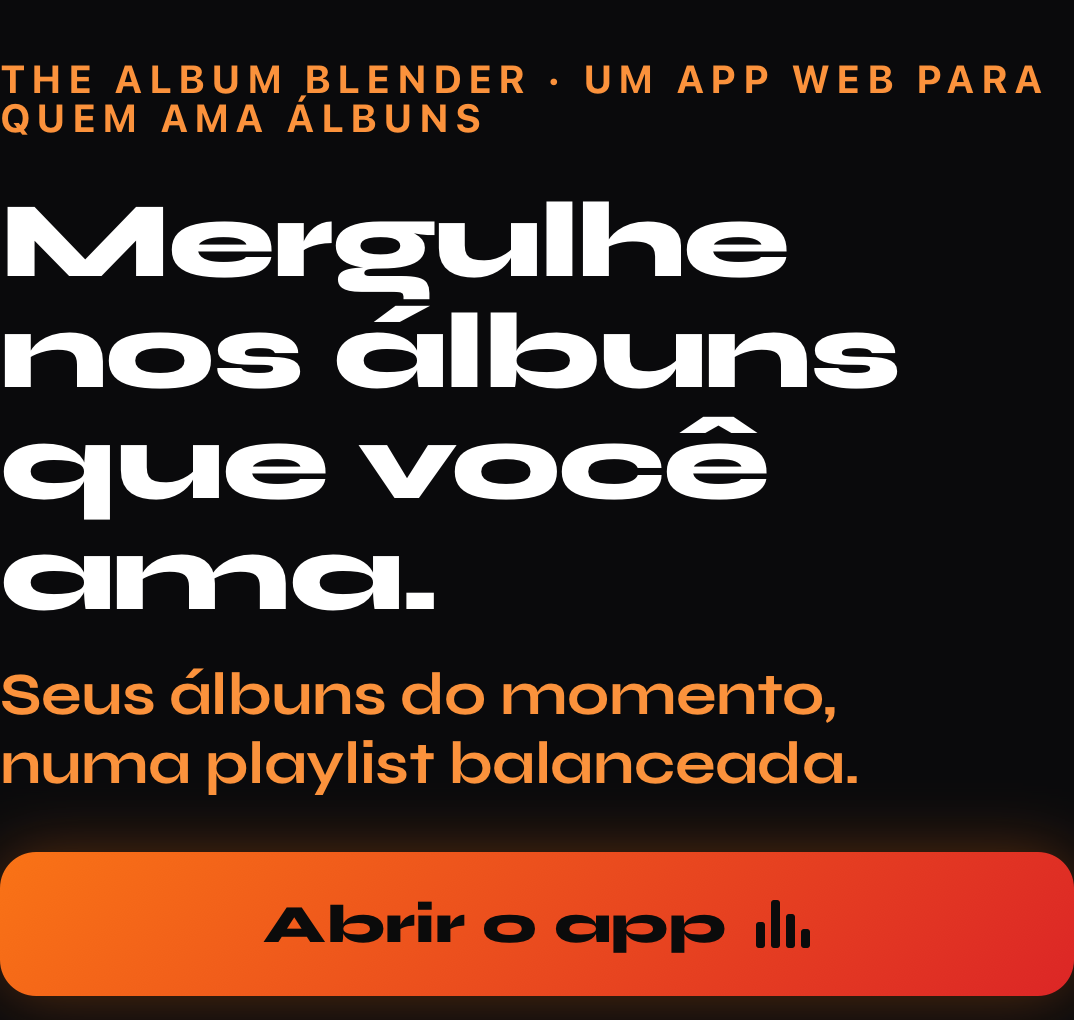 THE ALBUM BLENDER · UM APP WEB PARA
QUEM AMA ÁLBUNS
Mergulhe
nos álbuns
que você
ama.
Seus álbuns do momento,
numa playlist balanceada.
Abrir o app